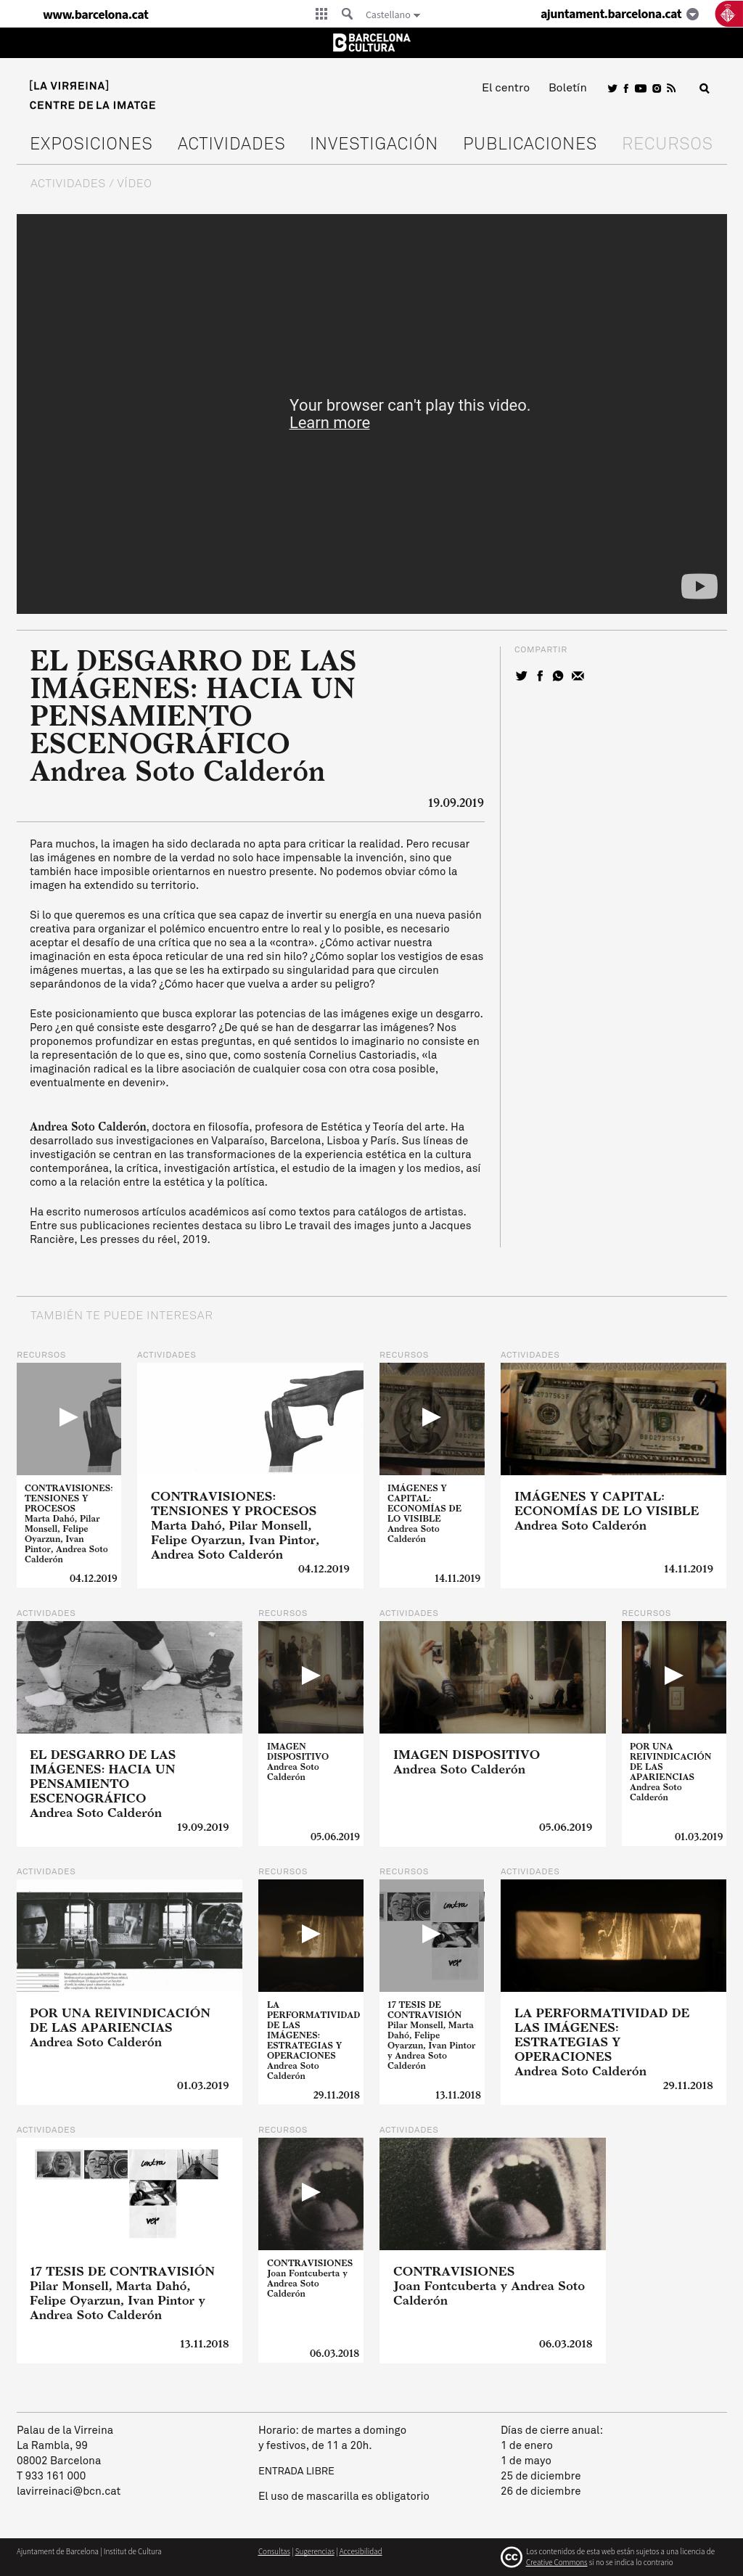 www.barcelona.cat
Castellano
ajuntament.barcelona.cat
BARCELONA
CULTURA
[LA VIRЯEINA]
CENTRE DE LA IMATGE
El centro
Boletín
EXPOSICIONES
ACTIVIDADES
INVESTIGACIÓN
PUBLICACIONES
RECURSOS
ACTIVIDADES / VÍDEO
Your browser can't play this video.
Learn more
EL DESGARRO DE LAS
IMÁGENES: HACIA UN
PENSAMIENTO
ESCENOGRÁFICO
Andrea Soto Calderón
19.09.2019
COMPARTIR
Para muchos, la imagen ha sido declarada no apta para criticar la realidad. Pero recusar
las imágenes en nombre de la verdad no solo hace impensable la invención, sino que
también hace imposible orientarnos en nuestro presente. No podemos obviar cómo la
imagen ha extendido su territorio.
Si lo que queremos es una crítica que sea capaz de invertir su energía en una nueva pasión
creativa para organizar el polémico encuentro entre lo real y lo posible, es necesario
aceptar el desafío de una crítica que no sea a la «contra». ¿Cómo activar nuestra
imaginación en esta época reticular de una red sin hilo? ¿Cómo soplar los vestigios de esas
imágenes muertas, a las que se les ha extirpado su singularidad para que circulen
separándonos de la vida? ¿Cómo hacer que vuelva a arder su peligro?
Este posicionamiento que busca explorar las potencias de las imágenes exige un desgarro.
Pero ¿en qué consiste este desgarro? ¿De qué se han de desgarrar las imágenes? Nos
proponemos profundizar en estas preguntas, en qué sentidos lo imaginario no consiste en
la representación de lo que es, sino que, como sostenía Cornelius Castoriadis, «la
imaginación radical es la libre asociación de cualquier cosa con otra cosa posible,
eventualmente en devenir».
Andrea Soto Calderón, doctora en filosofía, profesora de Estética y Teoría del arte. Ha
desarrollado sus investigaciones en Valparaíso, Barcelona, Lisboa y París. Sus líneas de
investigación se centran en las transformaciones de la experiencia estética en la cultura
contemporánea, la crítica, investigación artística, el estudio de la imagen y los medios, así
como a la relación entre la estética y la política.
Ha escrito numerosos artículos académicos así como textos para catálogos de artistas.
Entre sus publicaciones recientes destaca su libro Le travail des images junto a Jacques
Rancière, Les presses du réel, 2019.
TAMBIÉN TE PUEDE INTERESAR
RECURSOS
CONTRAVISIONES:
TENSIONES Y
PROCESOS
Marta Dahó, Pilar
Monsell, Felipe
Oyarzun, Ivan
Pintor, Andrea Soto
Calderón
04.12.2019
ACTIVIDADES
CONTRAVISIONES:
TENSIONES Y PROCESOS
Marta Dahó, Pilar Monsell,
Felipe Oyarzun, Ivan Pintor,
Andrea Soto Calderón
04.12.2019
RECURSOS
IMÁGENES Y
CAPITAL:
ECONOMÍAS DE
LO VISIBLE
Andrea Soto
Calderón
14.11.2019
ACTIVIDADES
TWENTY DOLLARS
IMÁGENES Y CAPITAL:
ECONOMÍAS DE LO VISIBLE
Andrea Soto Calderón
14.11.2019
ACTIVIDADES
EL DESGARRO DE LAS
IMÁGENES: HACIA UN
PENSAMIENTO
ESCENOGRÁFICO
Andrea Soto Calderón
19.09.2019
RECURSOS
IMAGEN
DISPOSITIVO
Andrea Soto
Calderón
05.06.2019
ACTIVIDADES
IMAGEN DISPOSITIVO
Andrea Soto Calderón
05.06.2019
RECURSOS
POR UNA
REIVINDICACIÓN
DE LAS
APARIENCIAS
Andrea Soto
Calderón
01.03.2019
ACTIVIDADES
POR UNA REIVINDICACIÓN
DE LAS APARIENCIAS
Andrea Soto Calderón
01.03.2019
RECURSOS
LA
PERFORMATIVIDAD
DE LAS
IMÁGENES:
ESTRATEGIAS Y
OPERACIONES
Andrea Soto
Calderón
29.11.2018
RECURSOS
contra
ver
17 TESIS DE
CONTRAVISIÓN
Pilar Monsell, Marta
Dahó, Felipe
Oyarzun, Ivan Pintor
y Andrea Soto
Calderón
13.11.2018
ACTIVIDADES
LA PERFORMATIVIDAD DE
LAS IMÁGENES:
ESTRATEGIAS Y
OPERACIONES
Andrea Soto Calderón
29.11.2018
ACTIVIDADES
contra
ver
17 TESIS DE CONTRAVISIÓN
Pilar Monsell, Marta Dahó,
Felipe Oyarzun, Ivan Pintor y
Andrea Soto Calderón
13.11.2018
RECURSOS
CONTRAVISIONES
Joan Fontcuberta y
Andrea Soto
Calderón
06.03.2018
ACTIVIDADES
CONTRAVISIONES
Joan Fontcuberta y Andrea Soto
Calderón
06.03.2018
Palau de la Virreina
La Rambla, 99
08002 Barcelona
T 933 161 000
lavirreinaci@bcn.cat
Horario: de martes a domingo
y festivos, de 11 a 20h.
ENTRADA LIBRE
El uso de mascarilla es obligatorio
Días de cierre anual:
1 de enero
1 de mayo
25 de diciembre
26 de diciembre
Ajuntament de Barcelona | Institut de Cultura
Consultas | Sugerencias | Accesibilidad
cc
Los contenidos de esta web están sujetos a una licencia de
Creative Commons si no se indica lo contrario